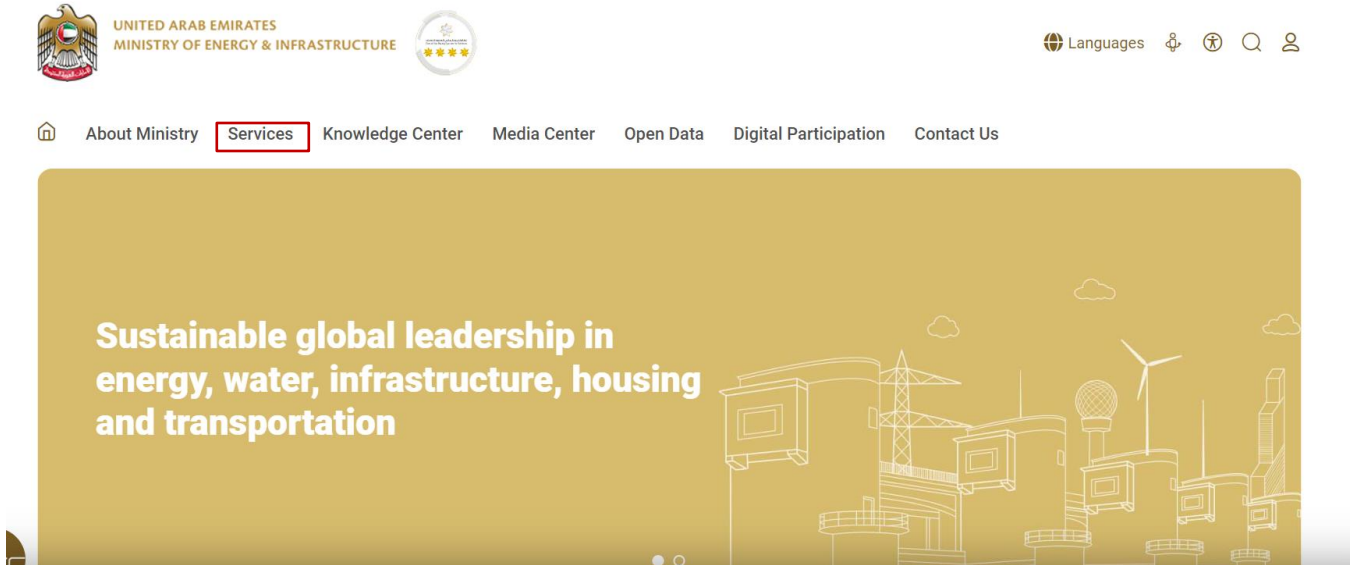 UNITED ARAB EMIRATES
MINISTRY OF ENERGY & INFRASTRUCTURE
Languages
About Ministry Services Knowledge Center Media Center Open Data Digital Participation Contact Us
Sustainable global leadership in
energy, water, infrastructure, housing
and transportation